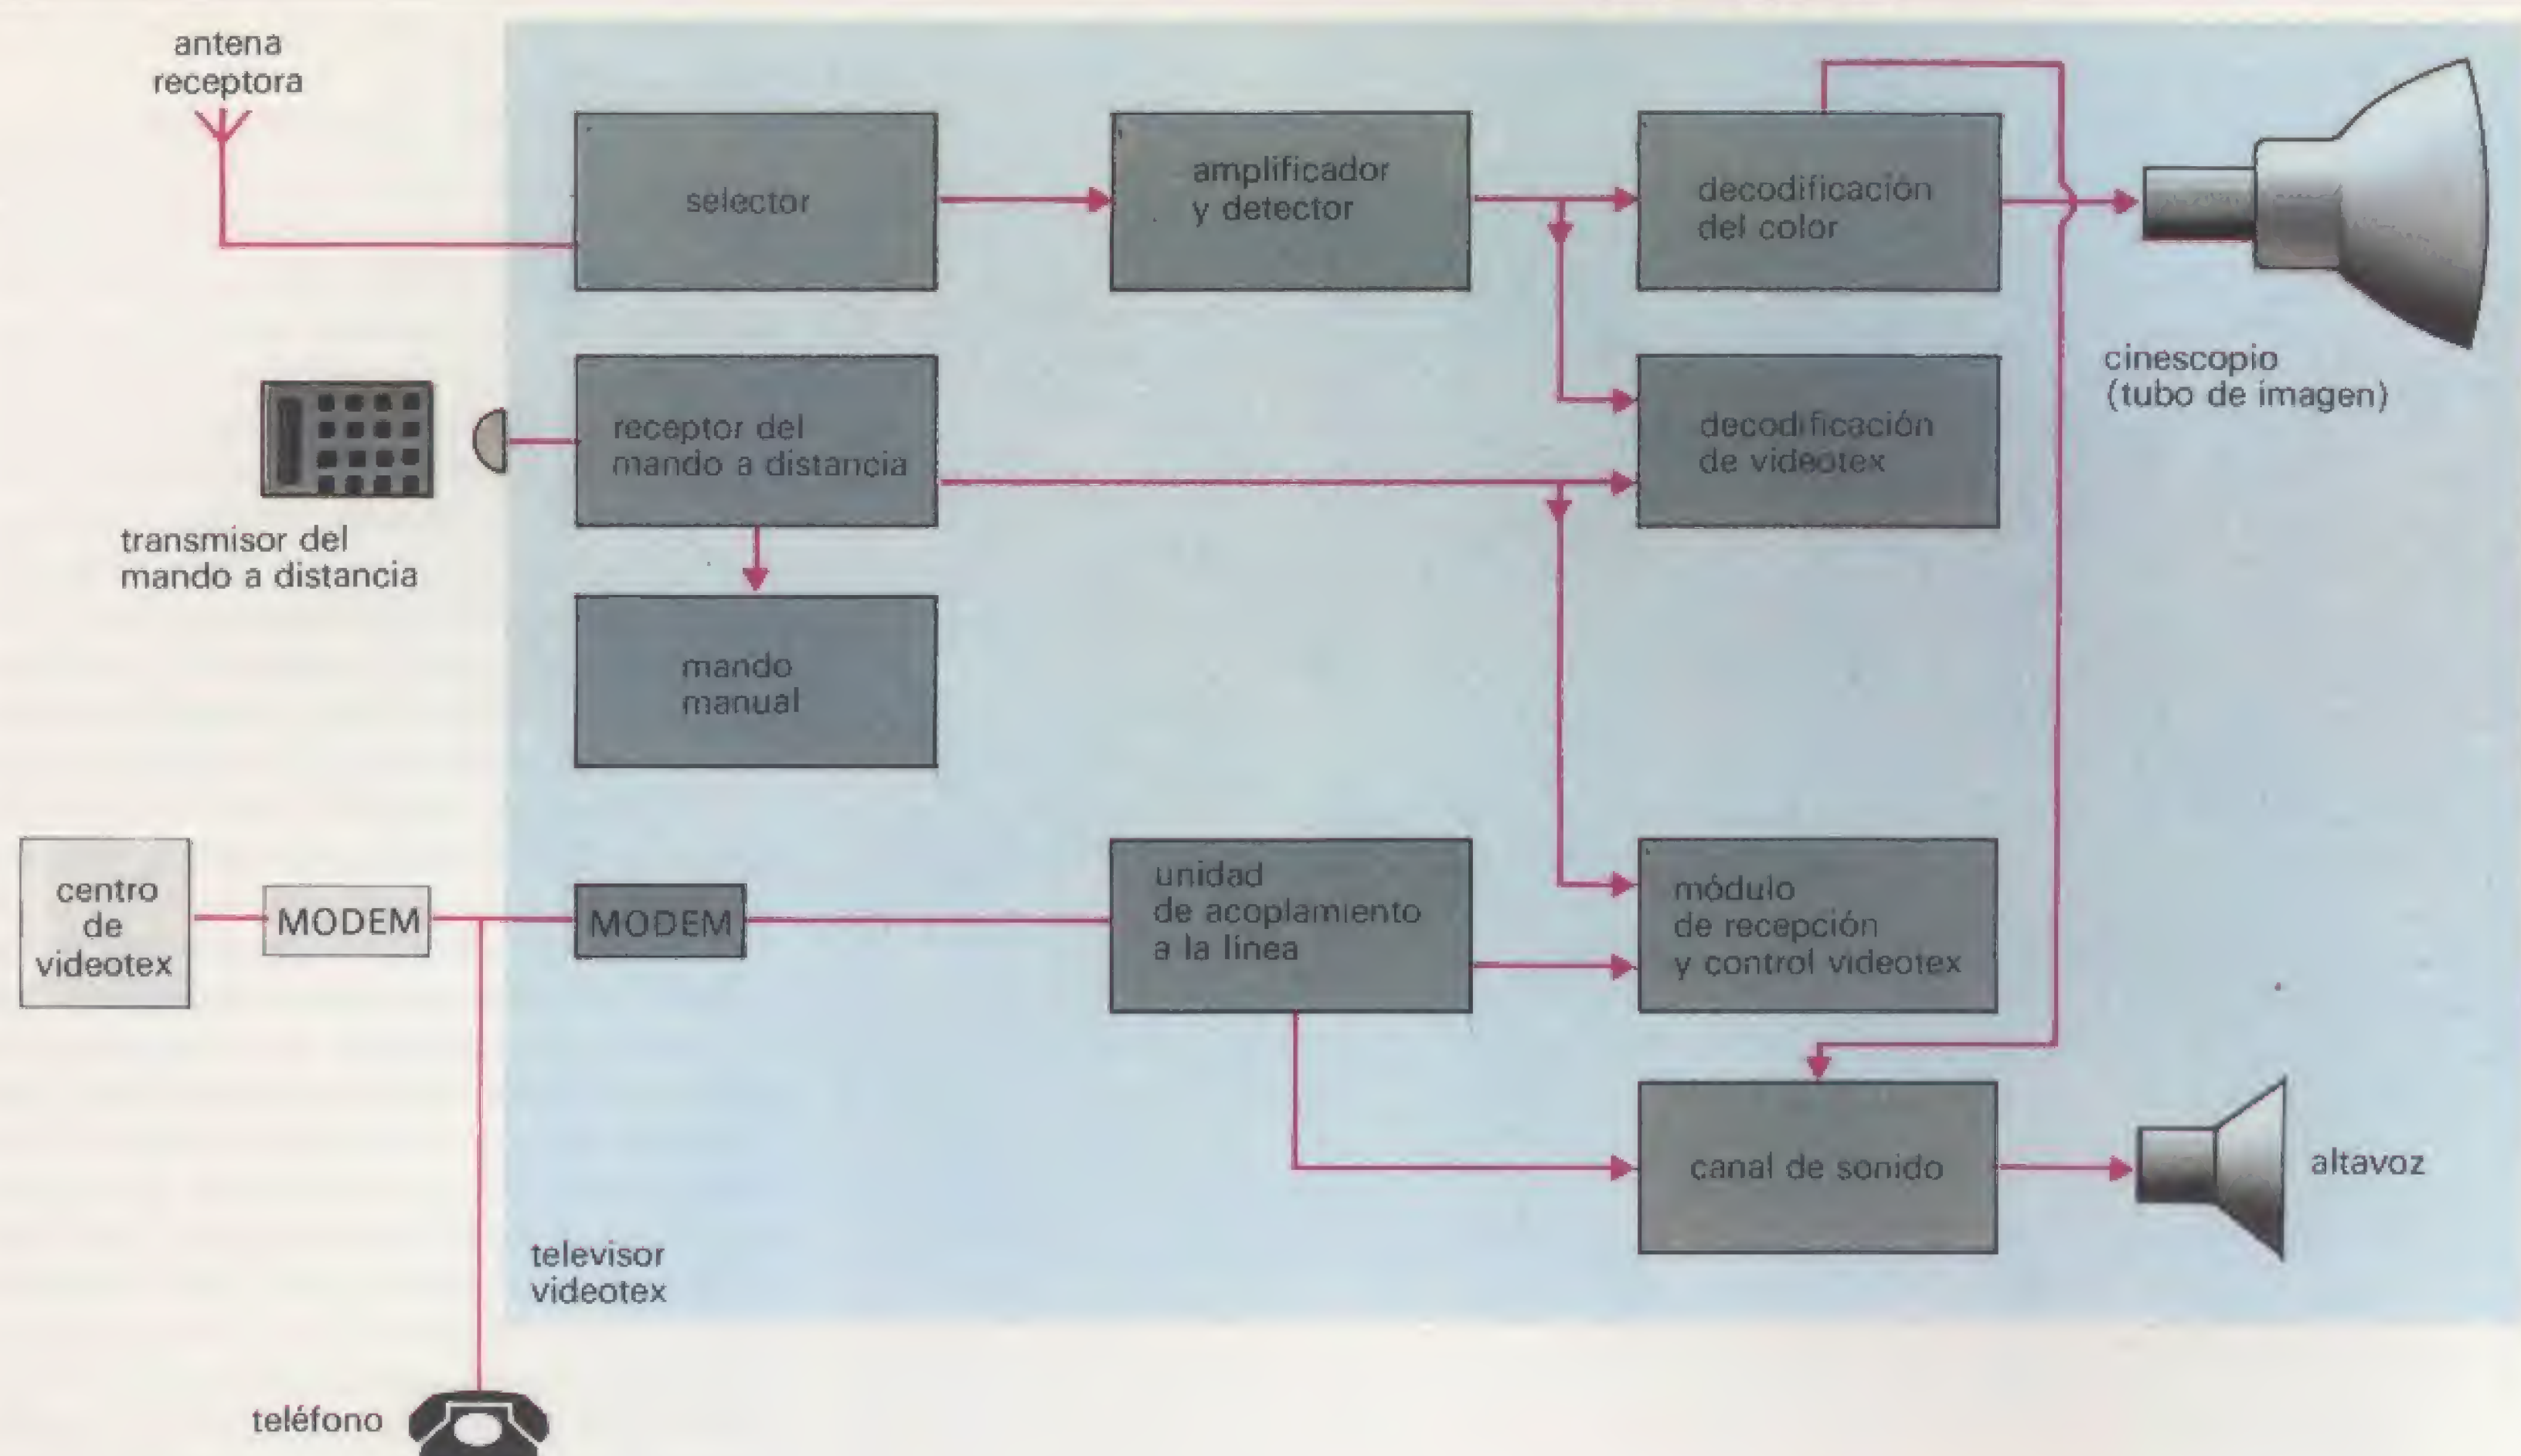 antena
receptora
selector
amplificador
y detector
decodificación
del color
cinescopio
(tubo de imagen)
receptor del
mando a distancia
decodificación
de videotex
transmisor del
mando a distancia
mando
manual
centro
de
videotex
MODEM
MODEM
unidad
de acoplamiento
a la línea
módulo
de recepción
y control videotex
canal de sonido
altavoz
televisor
videotex
teléfono